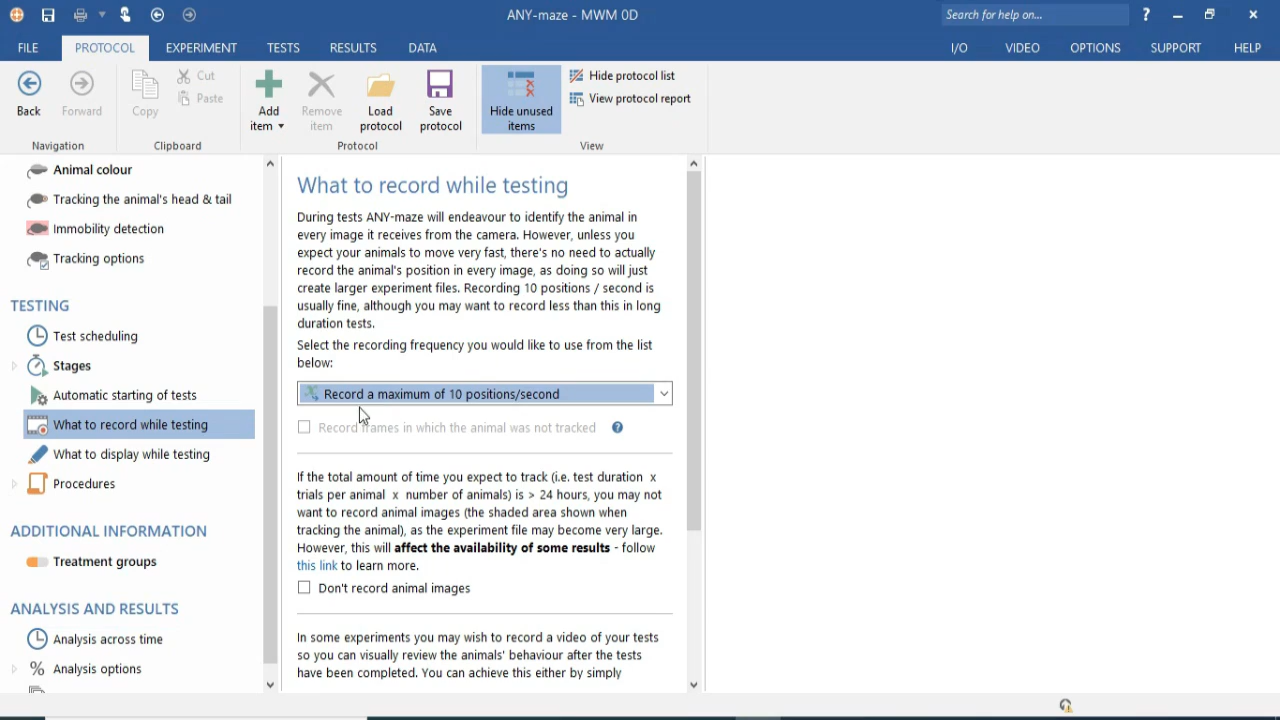 ANY-maze - MWM 0D
Search for help on...
?
FILE
PROTOCOL
EXPERIMENT
TESTS
RESULTS
DATA
I/O
VIDEO
OPTIONS
SUPPORT
HELP
Back
Forward
Navigation
Copy
Cut
Paste
Clipboard
Add
item
Remove
item
Load
protocol
Save
protocol
Protocol
Hide unused
items
Hide protocol list
View protocol report
View
Animal colour
Tracking the animal's head & tail
Immobility detection
Tracking options
TESTING
Test scheduling
Stages
Automatic starting of tests
What to record while testing
What to display while testing
Procedures
ADDITIONAL INFORMATION
Treatment groups
ANALYSIS AND RESULTS
Analysis across time
% Analysis options
What to record while testing
During tests ANY-maze will endeavour to identify the animal in
every image it receives from the camera. However, unless you
expect your animals to move very fast, there's no need to actually
record the animal's position in every image, as doing so will just
create larger experiment files. Recording 10 positions / second is
usually fine, although you may want to record less than this in long
duration tests.
Select the recording frequency you would like to use from the list
below:
Record a maximum of 10 positions/second
Record frames in which the animal was not tracked ?
If the total amount of time you expect to track (i.e. test duration x
trials per animal x number of animals) is > 24 hours, you may not
want to record animal images (the shaded area shown when
tracking the animal), as the experiment file may become very large.
However, this will affect the availability of some results - follow
this link to learn more.
Don't record animal images
In some experiments you may wish to record a video of your tests
so you can visually review the animals' behaviour after the tests
have been completed. You can achieve this either by simply